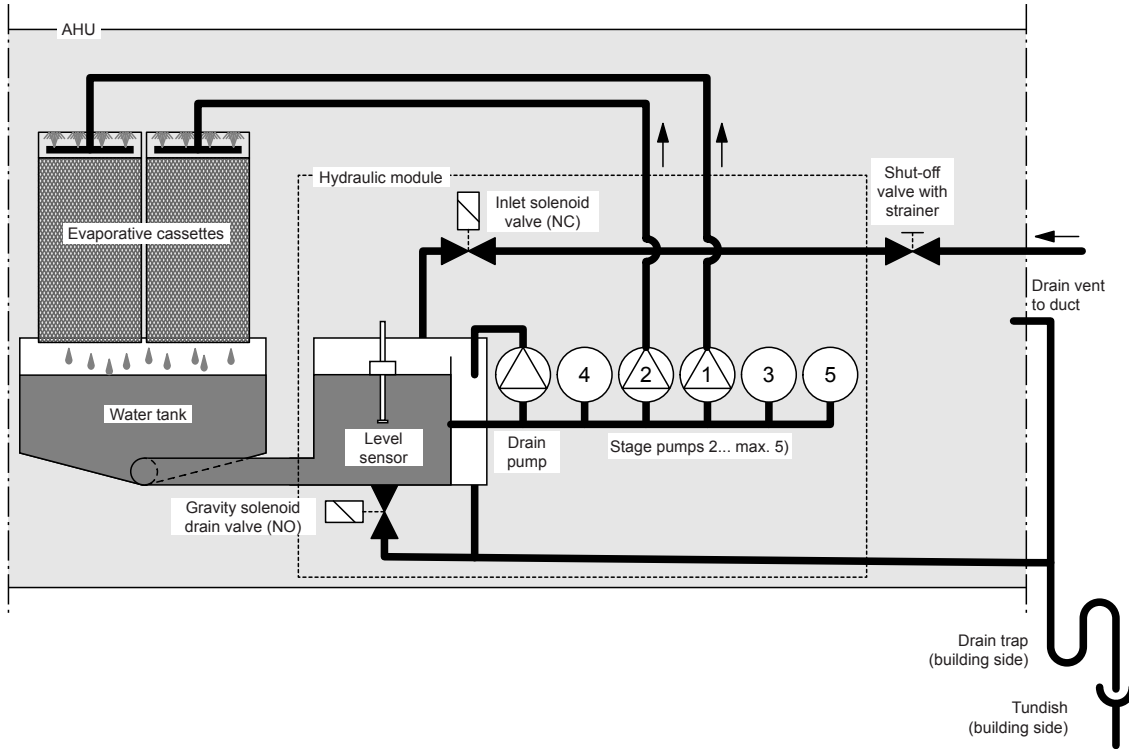 AHU
Hydraulic module
Inlet solenoid
valve (NC)
Shut-off
valve with
strainer
Evaporative cassettes
Drain vent
to duct
4
2
1
3
5
Water tank
Level
sensor
Drain
pump
Stage pumps 2... max. 5)
Gravity solenoid
drain valve (NO)
Drain trap
(building side)
Tundish
(building side)